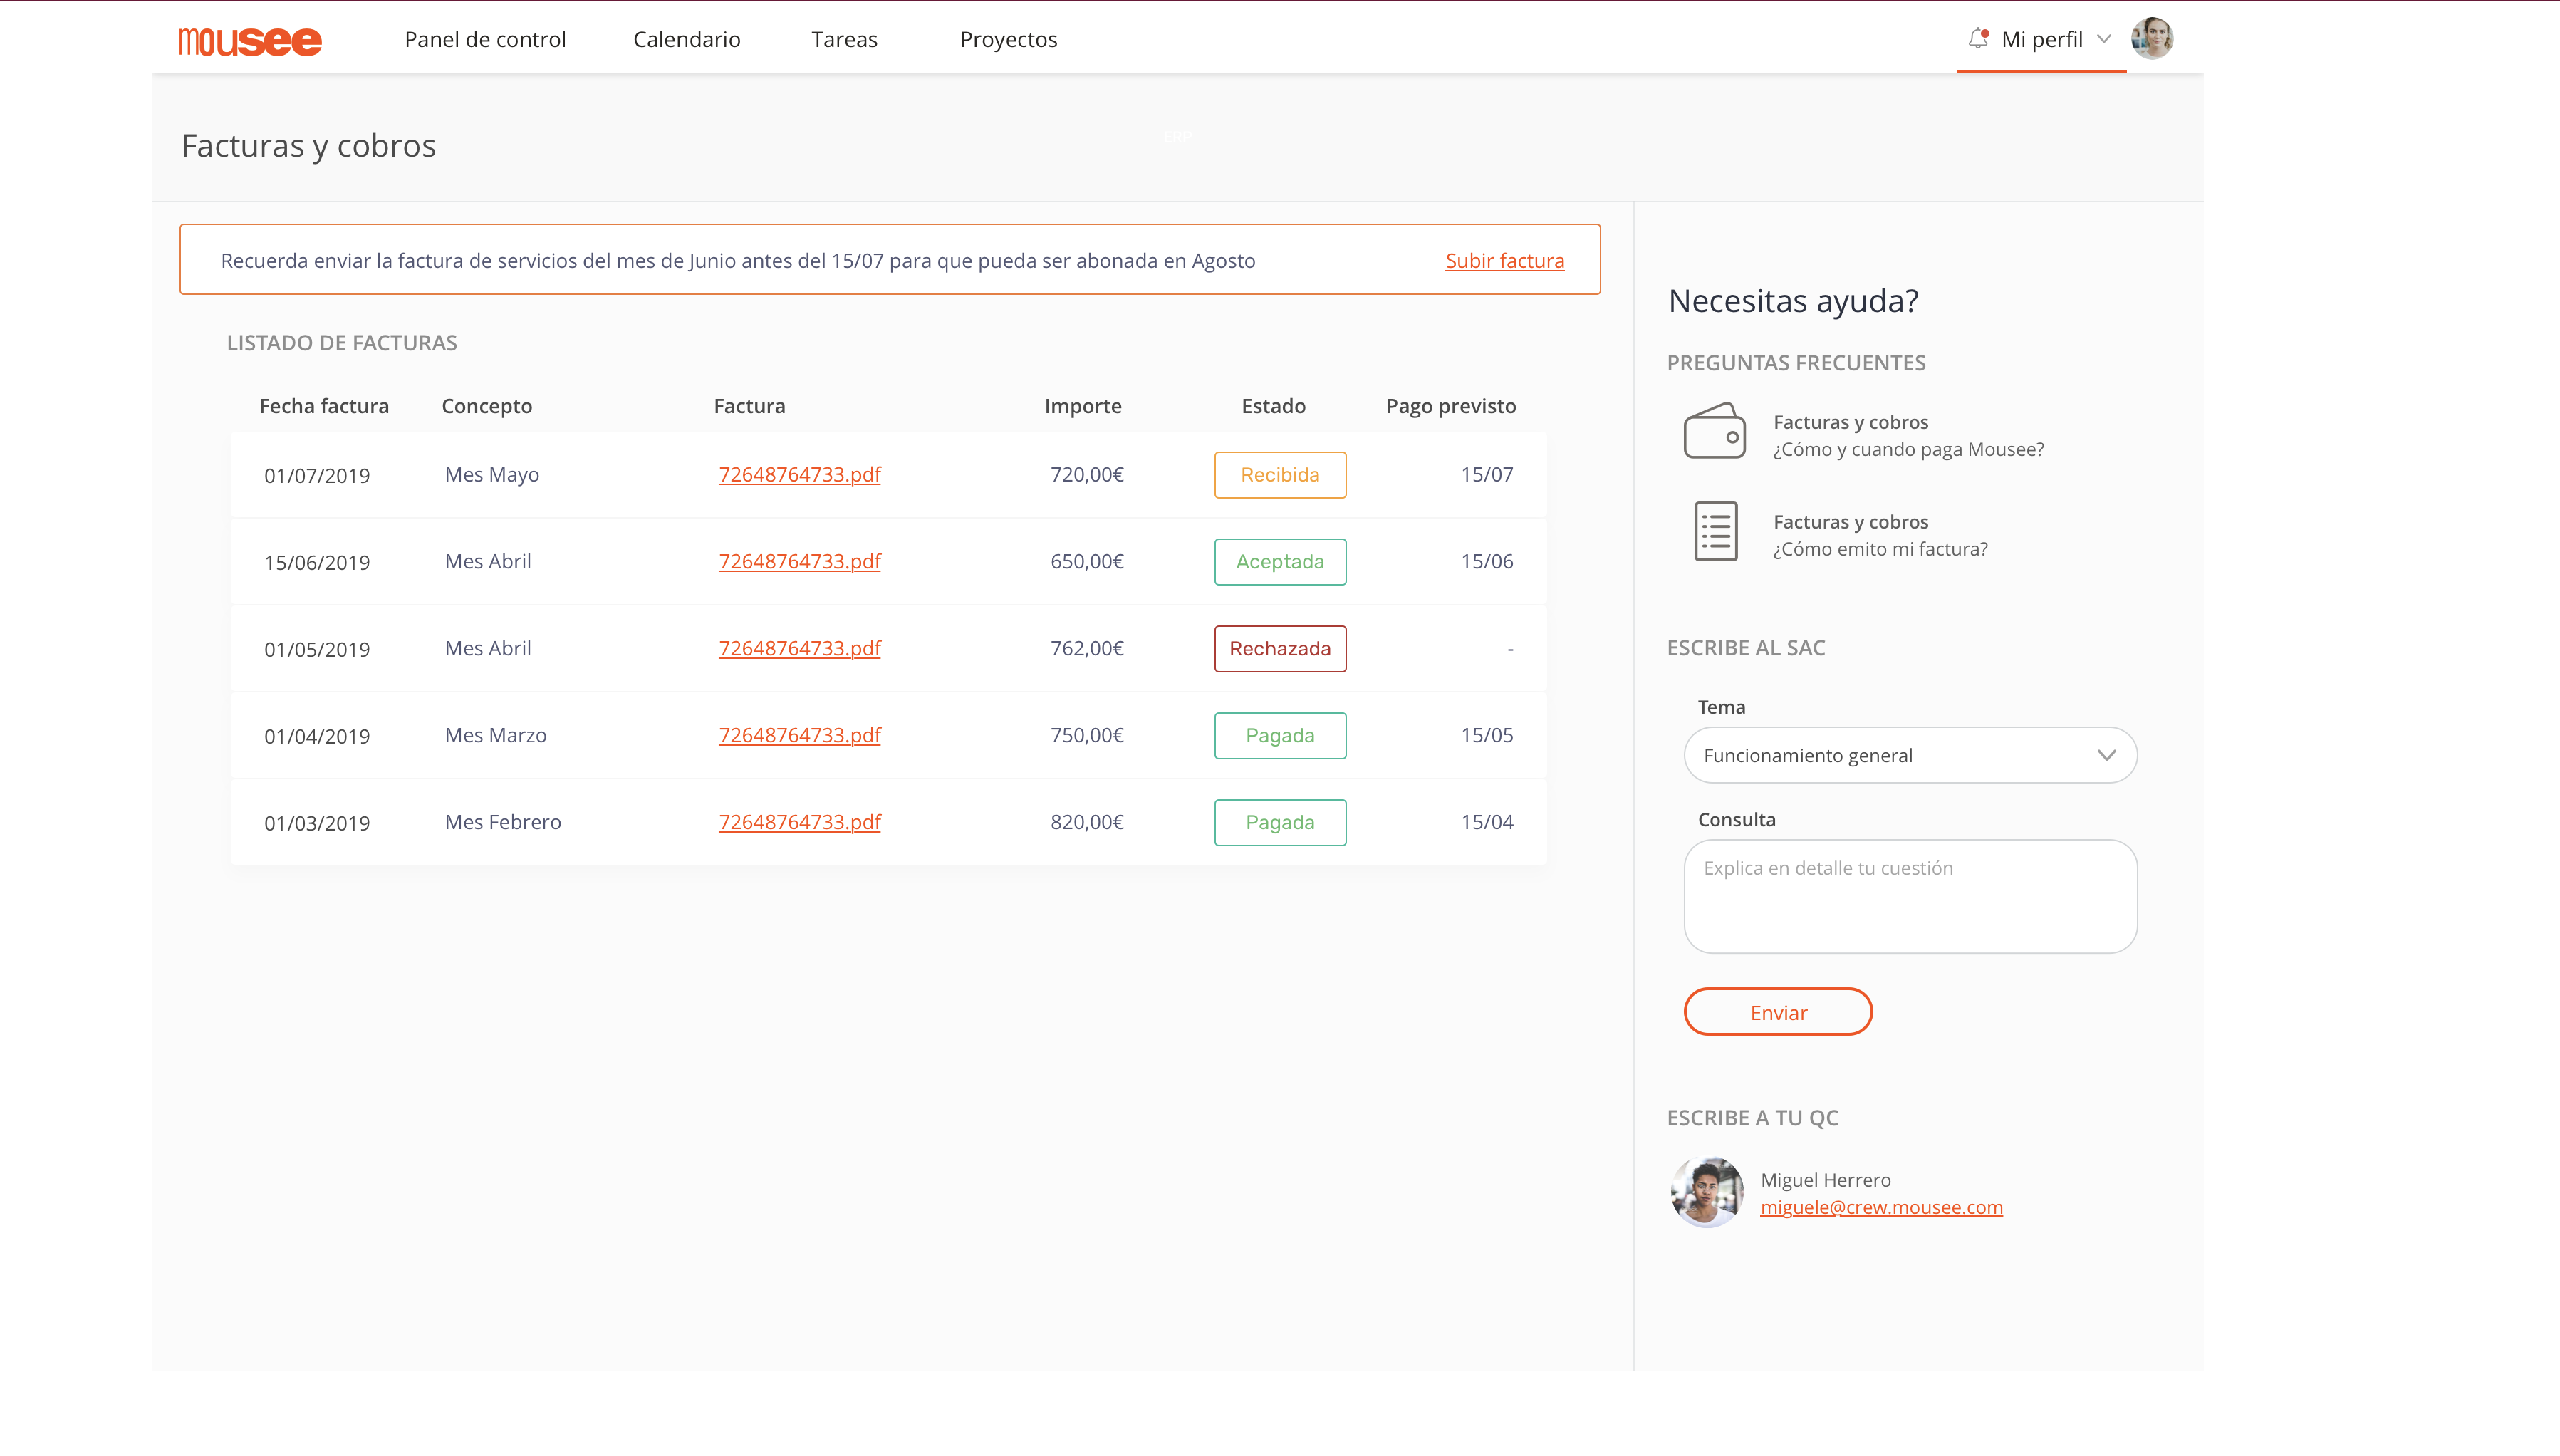 mousee
Panel de control
Calendario
Tareas
Proyectos
Mi perfil
Facturas y cobros
ERP
Recuerda enviar la factura de servicios del mes de Junio antes del 15/07 para que pueda ser abonada en Agosto
Subir factura
LISTADO DE FACTURAS
Fecha factura Concepto Factura Importe Estado Pago previsto
01/07/2019 Mes Mayo 72648764733.pdf 720,00€ Recibida 15/07
15/06/2019 Mes Abril 72648764733.pdf 650,00€ Aceptada 15/06
01/05/2019 Mes Abril 72648764733.pdf 762,00€ Rechazada -
01/04/2019 Mes Marzo 72648764733.pdf 750,00€ Pagada 15/05
01/03/2019 Mes Febrero 72648764733.pdf 820,00€ Pagada 15/04
Necesitas ayuda?
PREGUNTAS FRECUENTES
Facturas y cobros
¿Cómo y cuando paga Mousee?
Facturas y cobros
¿Cómo emito mi factura?
ESCRIBE AL SAC
Tema
Funcionamiento general
Consulta
Explica en detalle tu cuestión
Enviar
ESCRIBE A TU QC
Miguel Herrero
miguele@crew.mousee.com